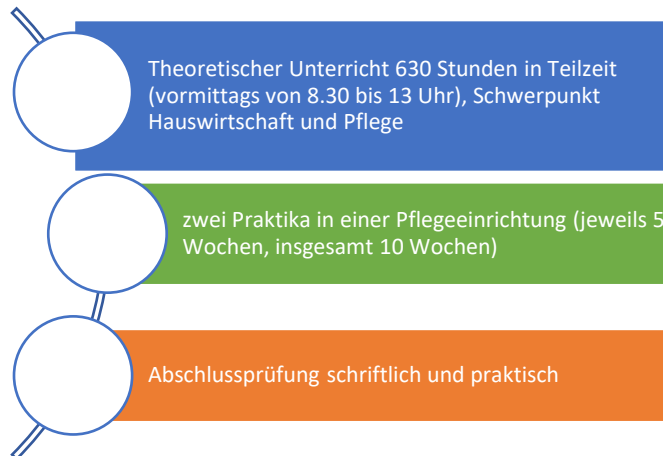 Theoretischer Unterricht 630 Stunden in Teilzeit
(vormittags von 8.30 bis 13 Uhr), Schwerpunkt
Hauswirtschaft und Pflege
zwei Praktika in einer Pflegeeinrichtung (jeweils 5
Wochen, insgesamt 10 Wochen)
Abschlussprüfung schriftlich und praktisch